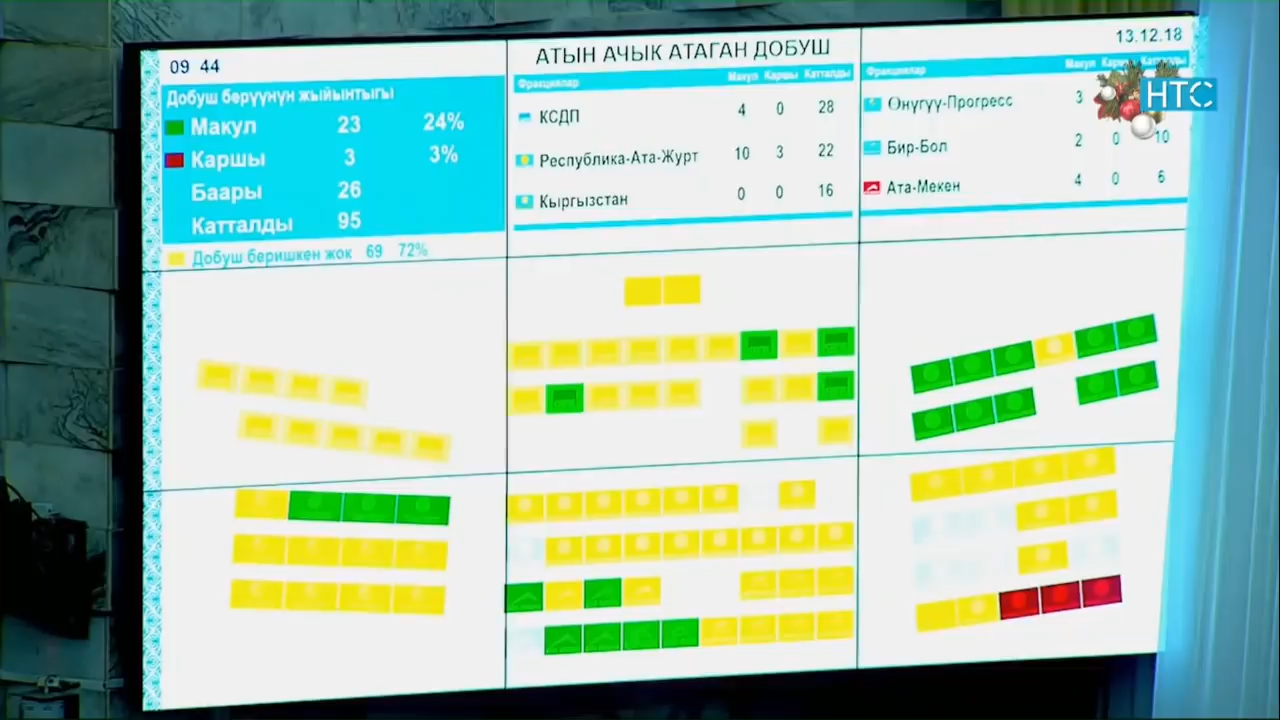 09 44
АТЫН АЧЫК АТАГАН ДОБУШ
13.12.18
Добуш берүүнүн жыйынтыгы
Макул 23 24%
Каршы 3 3%
Баары 26
Катталды 95
Добуш беришкен жок 69 72%
Фракциялар Макул Каршы Катталды
КСДП 4 0 28
Республика-Ата-Журт 10 3 22
Кыргызстан 0 0 16
Фракциялар Макул
Өнүгүү-Прогресс 3
Бир-Бол 2 0 10
Ата-Мекен 4 0 6
НТС